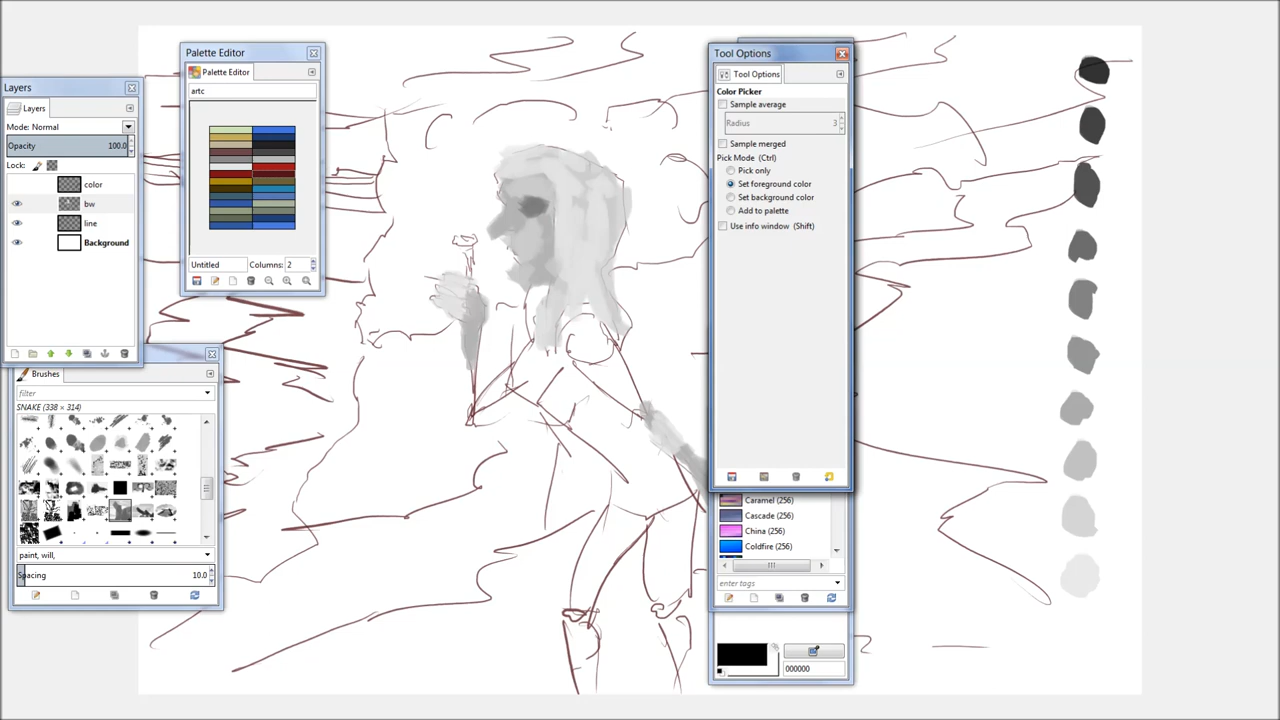 Layers
Layers
Mode: Normal
Opacity 100.0
Lock:
color
bw
line
Background
Palette Editor
Palette Editor
artc
Untitled Columns: 2
Brushes
filter
SNAKE (338 × 314)
paint, will,
Spacing 10.0
Tool Options
Tool Options
Color Picker
Sample average
Radius 3
Sample merged
Pick Mode (Ctrl)
Pick only
Set foreground color
Set background color
Add to palette
Use info window (Shift)
Caramel (256)
Cascade (256)
China (256)
Coldfire (256)
enter tags
000000